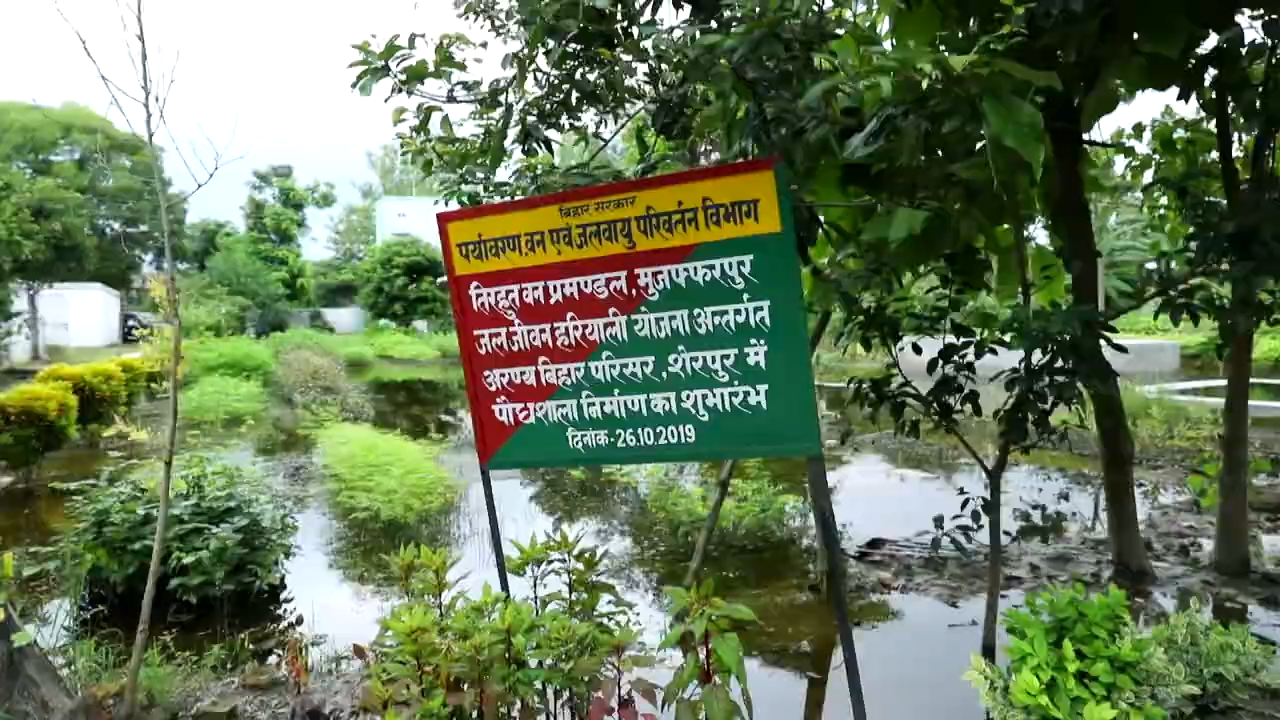 बिहार सरकार
पर्यावरण, वन एवं जलवायु परिवर्तन विभाग
तिरहुत वन प्रमण्डल, मुजफ्फरपुर
जल जीवन हरियाली योजना अन्तर्गत
अरण्य बिहार परिसर, शेरपुर में
पौधशाला निर्माण का शुभारंभ
दिनांक-26.10.2019